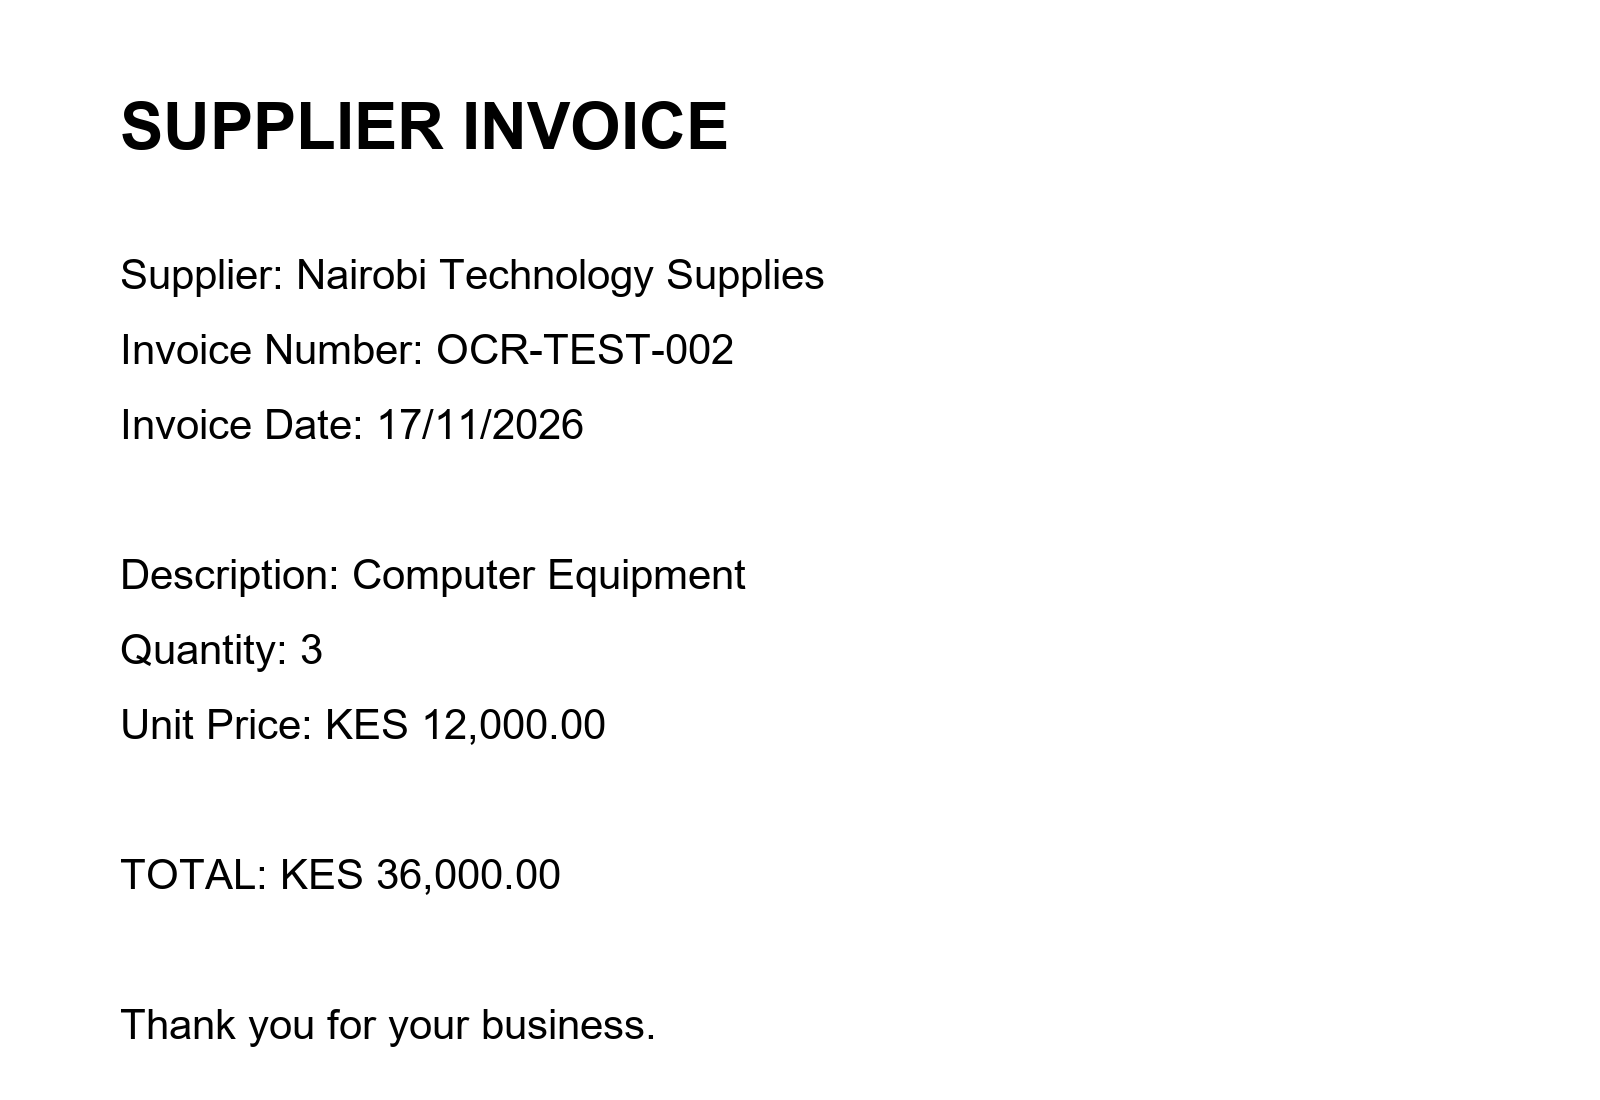 SUPPLIER INVOICE
Supplier: Nairobi Technology Supplies
Invoice Number: OCR-TEST-002
Invoice Date: 17/11/2026
Description: Computer Equipment
Quantity: 3
Unit Price: KES 12,000.00
TOTAL: KES 36,000.00
Thank you for your business.